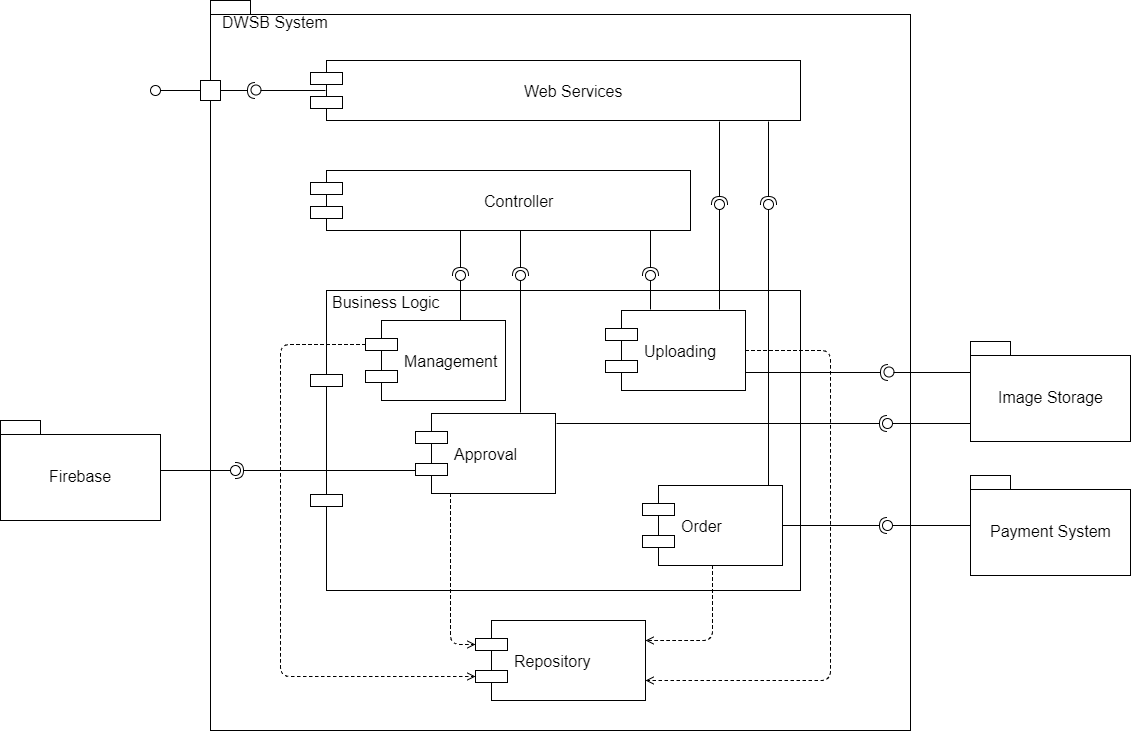 DWSB System
Web Services
Controller
Business Logic
Management
Uploading
Image Storage
Approval
Firebase
Order
Payment System
Repository